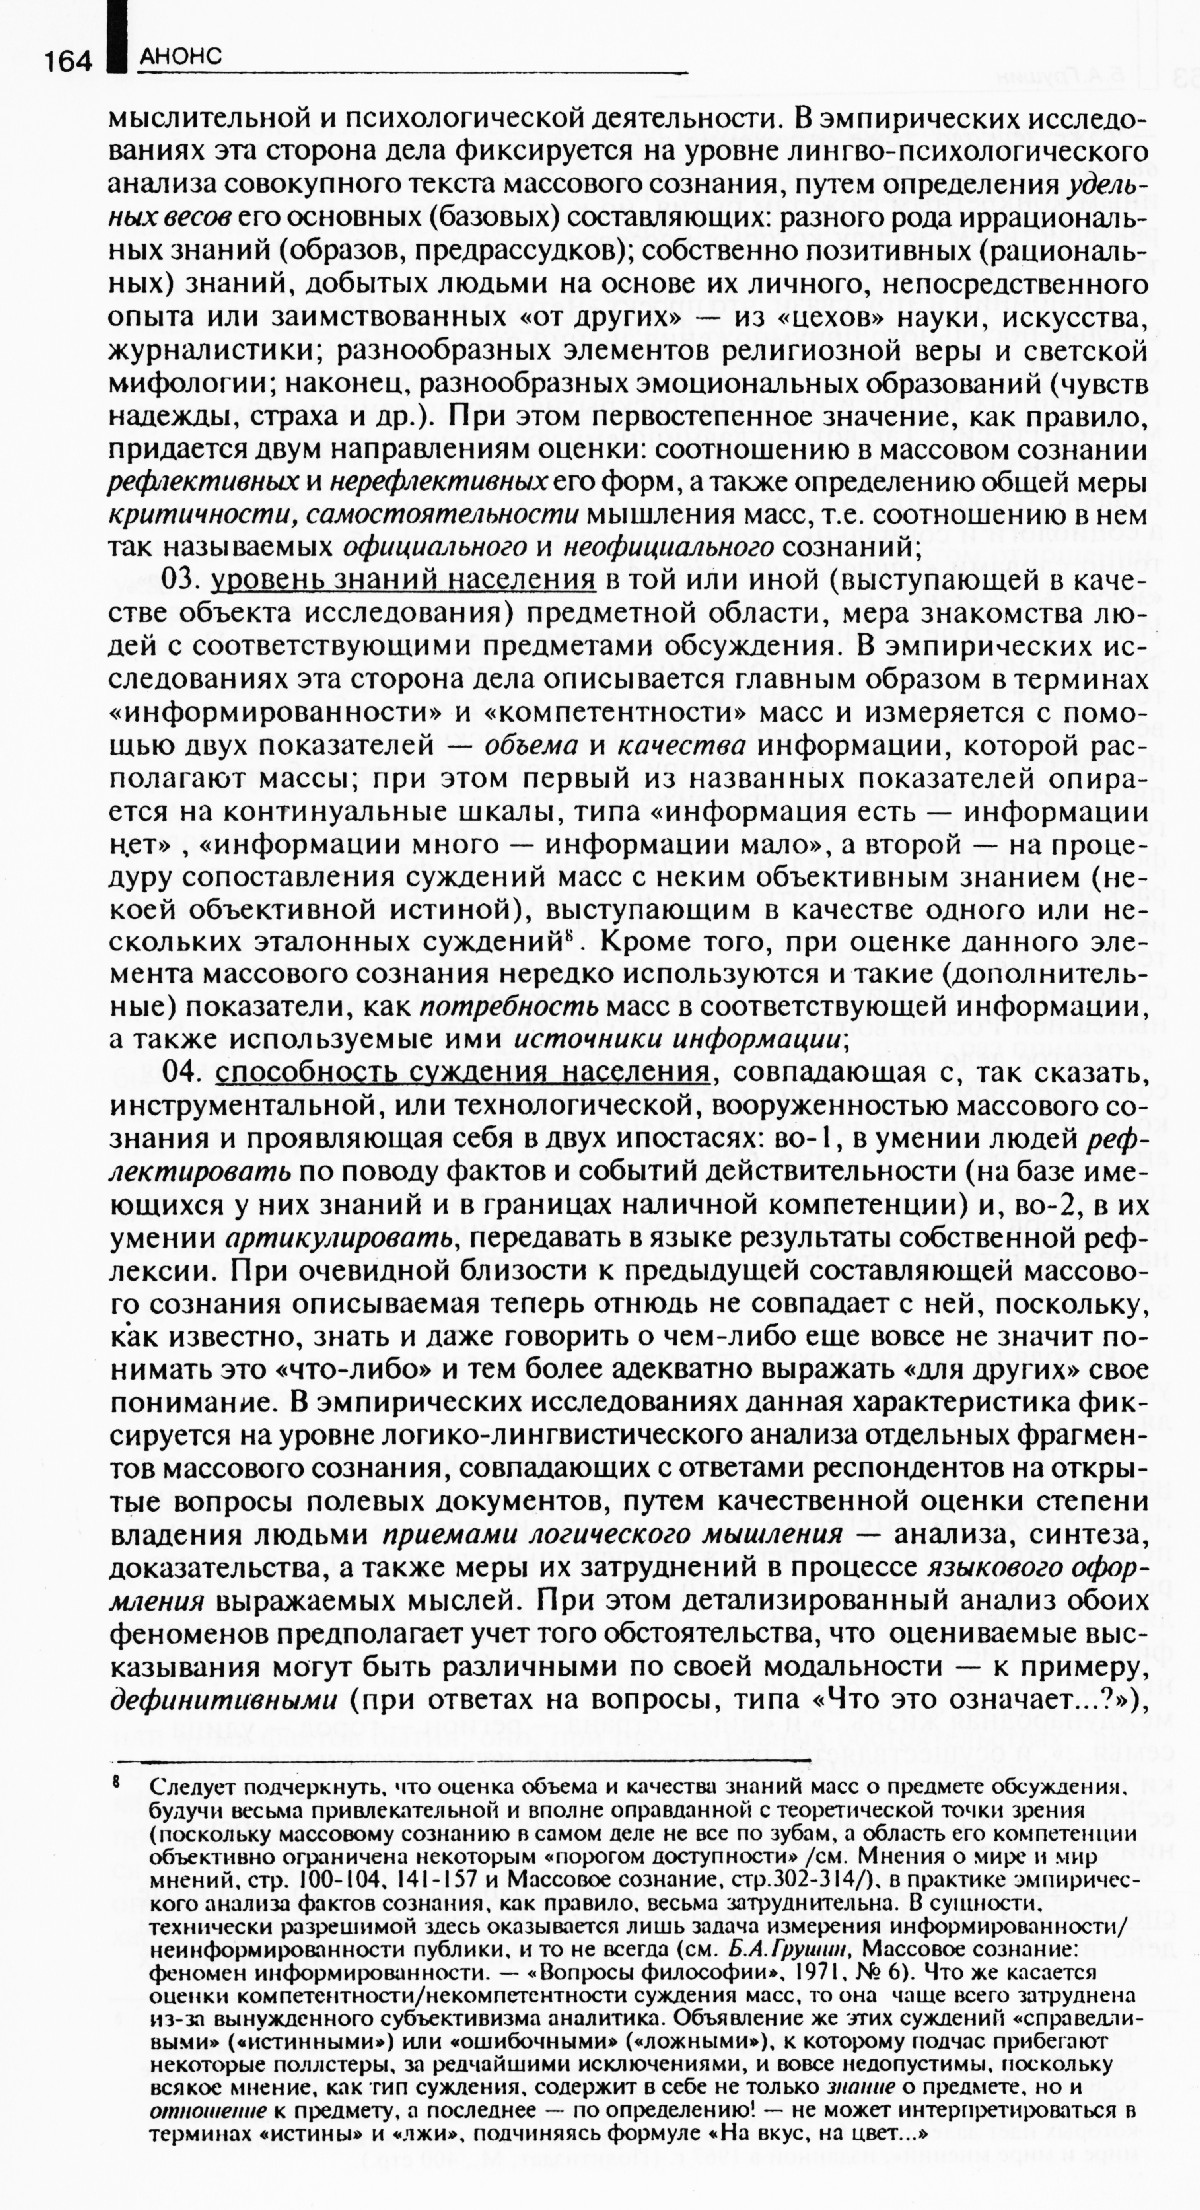 164
АНОНС
мыслительной и психологической деятельности. В эмпирических исследо-
ваниях эта сторона дела фиксируется на уровне лингво-психологического
анализа совокупного текста массового сознания, путем определения удель-
ных весов его основных (базовых) составляющих: разного рода иррациональ-
ных знаний (образов, предрассудков); собственно позитивных (рациональ-
ных) знаний, добытых людьми на основе их личного, непосредственного
опыта или заимствованных «от других» — из «цехов» науки, искусства,
журналистики; разнообразных элементов религиозной веры и светской
мифологии; наконец, разнообразных эмоциональных образований (чувств
надежды, страха и др.). При этом первостепенное значение, как правило,
придается двум направлениям оценки: соотношению в массовом сознании
рефлективных и нерефлективных его форм, а также определению общей меры
критичности, самостоятельности мышления масс, т.е. соотношению в нем
так называемых официального и неофициального сознаний;
03. уровень знаний населения в той или иной (выступающей в каче-
стве объекта исследования) предметной области, мера знакомства лю-
дей с соответствующими предметами обсуждения. В эмпирических ис-
следованиях эта сторона дела описывается главным образом в терминах
«информированности» и «компетентности» масс и измеряется с помо-
щью двух показателей — объема и качества информации, которой рас-
полагают массы; при этом первый из названных показателей опира-
ется на континуальные шкалы, типа «информация есть — информации
нет» , «информации много — информации мало», а второй — на проце-
дуру сопоставления суждений масс с неким объективным знанием (не-
коей объективной истиной), выступающим в качестве одного или не-
скольких эталонных суждений⁸. Кроме того, при оценке данного эле-
мента массового сознания нередко используются и такие (дополнитель-
ные) показатели, как потребность масс в соответствующей информации,
а также используемые ими источники информации;
04. способность суждения населения, совпадающая с, так сказать,
инструментальной, или технологической, вооруженностью массового со-
знания и проявляющая себя в двух ипостасях: во-1, в умении людей реф-
лектировать по поводу фактов и событий действительности (на базе име-
ющихся у них знаний и в границах наличной компетенции) и, во-2, в их
умении артикулировать, передавать в языке результаты собственной реф-
лексии. При очевидной близости к предыдущей составляющей массово-
го сознания описываемая теперь отнюдь не совпадает с ней, поскольку,
как известно, знать и даже говорить о чем-либо еще вовсе не значит по-
нимать это «что-либо» и тем более адекватно выражать «для других» свое
понимание. В эмпирических исследованиях данная характеристика фик-
сируется на уровне логико-лингвистического анализа отдельных фрагмен-
тов массового сознания, совпадающих с ответами респондентов на откры-
тые вопросы полевых документов, путем качественной оценки степени
владения людьми приемами логического мышления — анализа, синтеза,
доказательства, а также меры их затруднений в процессе языкового офор-
мления выражаемых мыслей. При этом детализированный анализ обоих
феноменов предполагает учет того обстоятельства, что оцениваемые выс-
казывания могут быть различными по своей модальности — к примеру,
дефинитивными (при ответах на вопросы, типа «Что это означает...?»),
⁸ Следует подчеркнуть, что оценка объема и качества знаний масс о предмете обсуждения,
будучи весьма привлекательной и вполне оправданной с теоретической точки зрения
(поскольку массовому сознанию в самом деле не все по зубам, а область его компетенции
объективно ограничена некоторым «порогом доступности» /см. Мнения о мире и мир
мнений, стр. 100-104, 141-157 и Массовое сознание, стр.302-314/), в практике эмпиричес-
кого анализа фактов сознания, как правило, весьма затруднительна. В сущности,
технически разрешимой здесь оказывается лишь задача измерения информированности/
неинформированности публики, и то не всегда (см. Б.А.Грушин, Массовое сознание:
феномен информированности. — «Вопросы философии», 1971, № 6). Что же касается
оценки компетентности/некомпетентности суждения масс, то она чаще всего затруднена
из-за вынужденного субъективизма аналитика. Объявление же этих суждений «справедли-
выми» («истинными») или «ошибочными» («ложными»), к которому подчас прибегают
некоторые поллстеры, за редчайшими исключениями, и вовсе недопустимы, поскольку
всякое мнение, как тип суждения, содержит в себе не только знание о предмете, но и
отношение к предмету, а последнее — по определению! — не может интерпретироваться в
терминах «истины» и «лжи», подчиняясь формуле «На вкус, на цвет...»